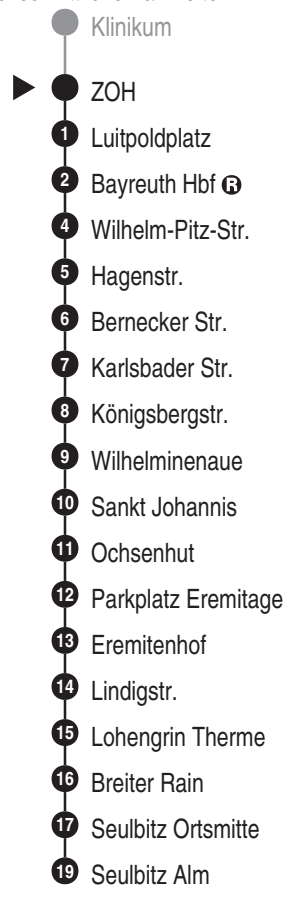 Klinikum
ZOH
1 Luitpoldplatz
2 Bayreuth Hbf R
4 Wilhelm-Pitz-Str.
5 Hagenstr.
6 Bernecker Str.
7 Karlsbader Str.
8 Königsbergstr.
9 Wilhelminenaue
10 Sankt Johannis
11 Ochsenhut
12 Parkplatz Eremitage
13 Eremitenhof
14 Lindigstr.
15 Lohengrin Therme
16 Breiter Rain
17 Seulbitz Ortsmitte
19 Seulbitz Alm